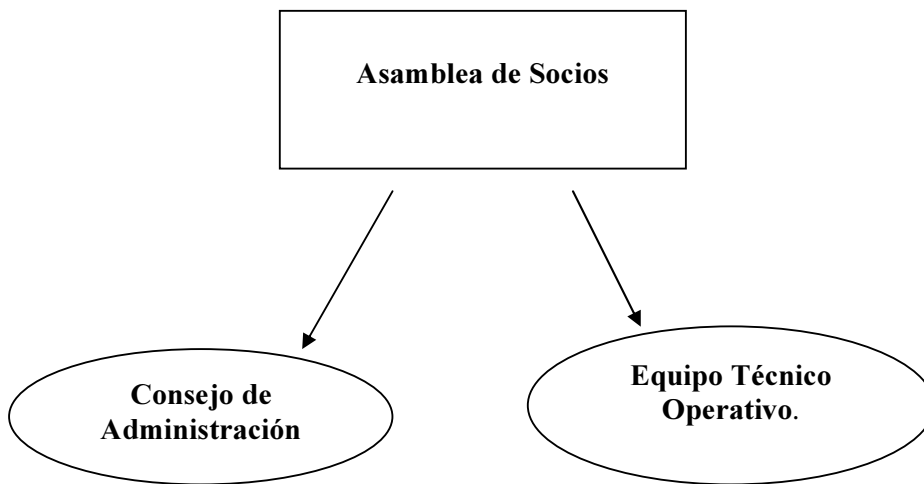 Asamblea de Socios
Consejo de
Administración
Equipo Técnico
Operativo.